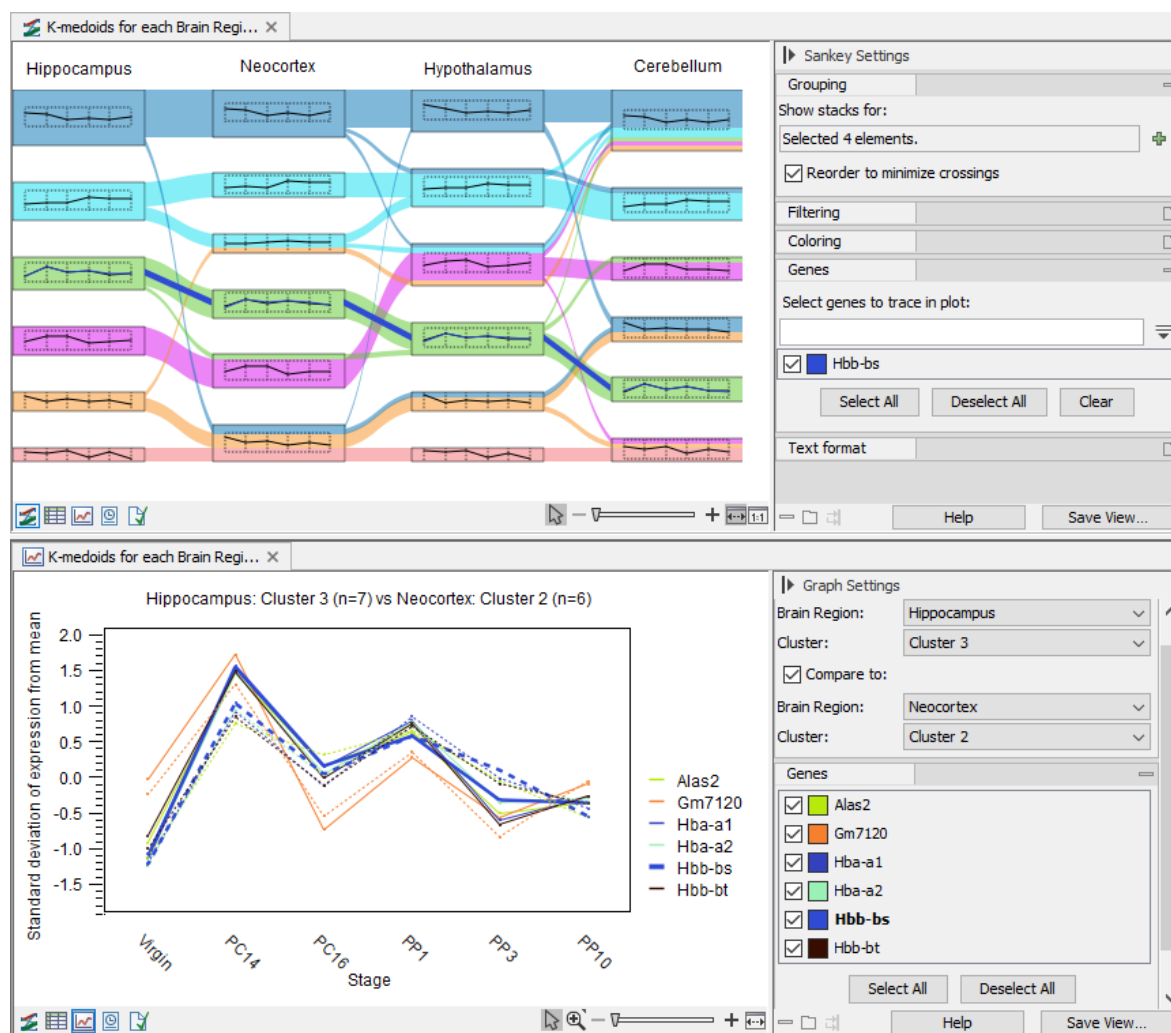 K-medoids for each Brain Regi...
Hippocampus
Neocortex
Hypothalamus
Cerebellum
Sankey Settings
Grouping
Show stacks for:
Selected 4 elements.
Reorder to minimize crossings
Filtering
Coloring
Genes
Select genes to trace in plot:
Hbb-bs
Select All
Deselect All
Clear
Text format
1:1
Help
Save View...
K-medoids for each Brain Regi...
Hippocampus: Cluster 3 (n=7) vs Neocortex: Cluster 2 (n=6)
Standard deviation of expression from mean
2.0
1.5
1.0
0.5
0.0
-0.5
-1.0
-1.5
Virgin
PC14
PC16
PP1
PP3
PP10
Stage
Alas2
Gm7120
Hba-a1
Hba-a2
Hbb-bs
Hbb-bt
Graph Settings
Brain Region: Hippocampus
Cluster: Cluster 3
Compare to:
Brain Region: Neocortex
Cluster: Cluster 2
Genes
Alas2
Gm7120
Hba-a1
Hba-a2
Hbb-bs
Hbb-bt
Select All
Deselect All
Help
Save View...